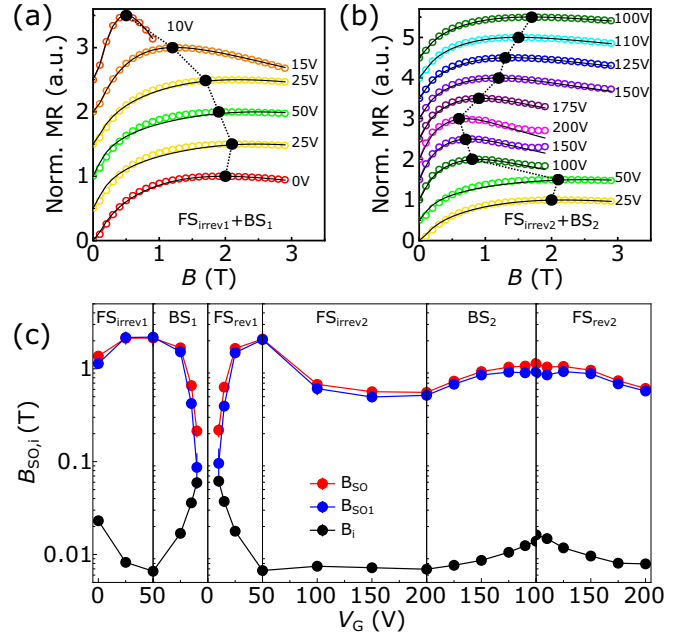 (a)
Norm. MR (a.u.)
3
2
1
0
10V
15V
25V
50V
25V
0V
FSirrev1+BS1
0 1 2 3
B (T)
(b)
Norm. MR (a.u.)
5
4
3
2
1
0
100V
110V
125V
150V
175V
200V
150V
100V
50V
25V
FSirrev2+BS2
0 1 2 3
B (T)
(c)
FSirrev1 BS1 FSrev1 FSirrev2 BS2 FSrev2
BSO,i (T)
1
0.1
0.01
BSO
BSO1
Bi
0 50 25 0 25 50 100 150 200 150 100 150 200
VG (V)